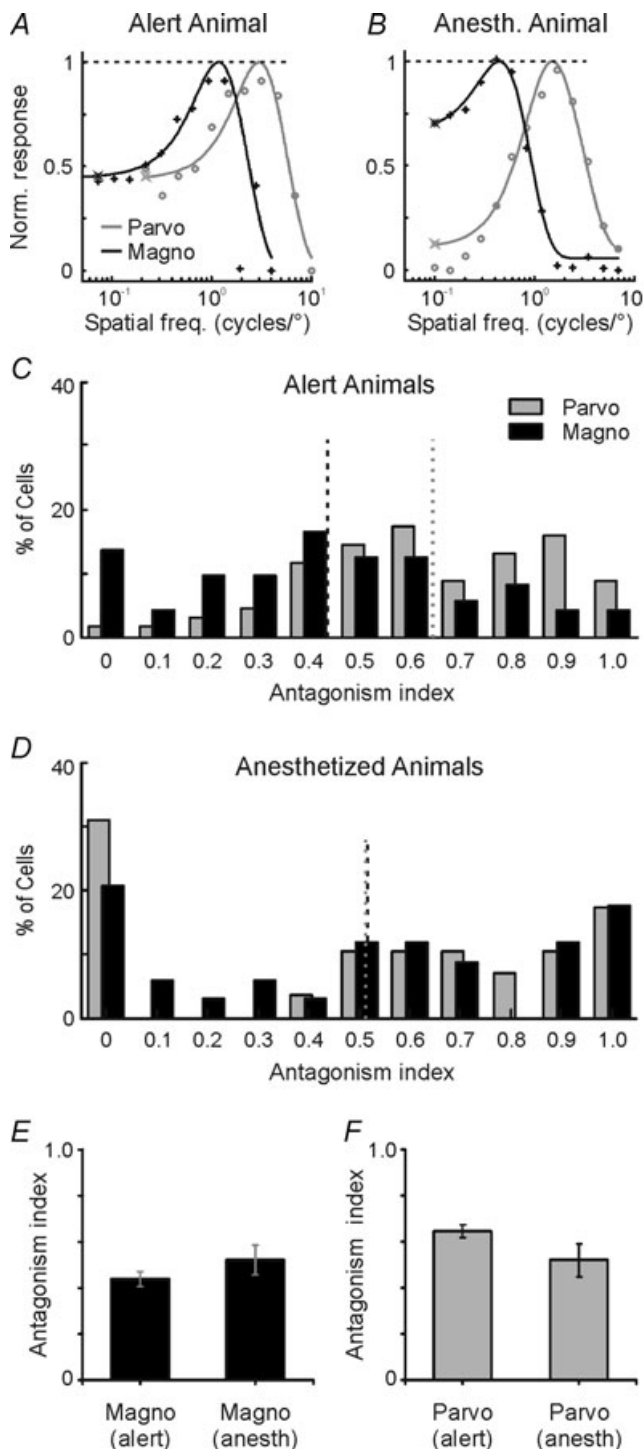 A Alert Animal
B Anesth. Animal
1
0.5
0
Norm. response
Parvo
Magno
10⁻¹ 10⁰ 10¹
Spatial freq. (cycles/°)
1
0.5
0
10⁻¹ 10⁰ 10
Spatial freq. (cycles/°)
C Alert Animals
Parvo
Magno
40
20
0
% of Cells
0 0.1 0.2 0.3 0.4 0.5 0.6 0.7 0.8 0.9 1.0
Antagonism index
D Anesthetized Animals
40
20
0
% of Cells
0 0.1 0.2 0.3 0.4 0.5 0.6 0.7 0.8 0.9 1.0
Antagonism index
E
1.0
0
Antagonism index
Magno (alert)
Magno (anesth)
F
1.0
0
Antagonism index
Parvo (alert)
Parvo (anesth)